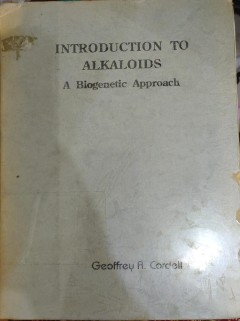 INTRODUCTION TO
ALKALOIDS
A Biogenetic Approach
Geoffrey A. Cordell